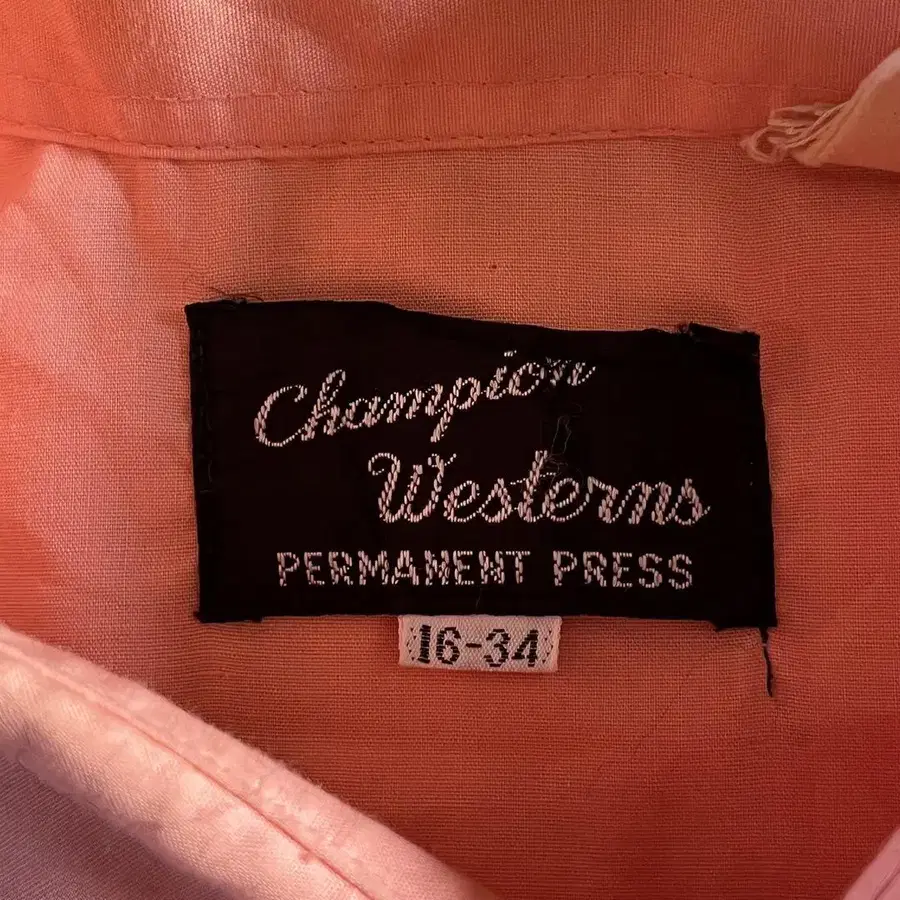 Champion
Westerns
PERMANENT PRESS
16-34